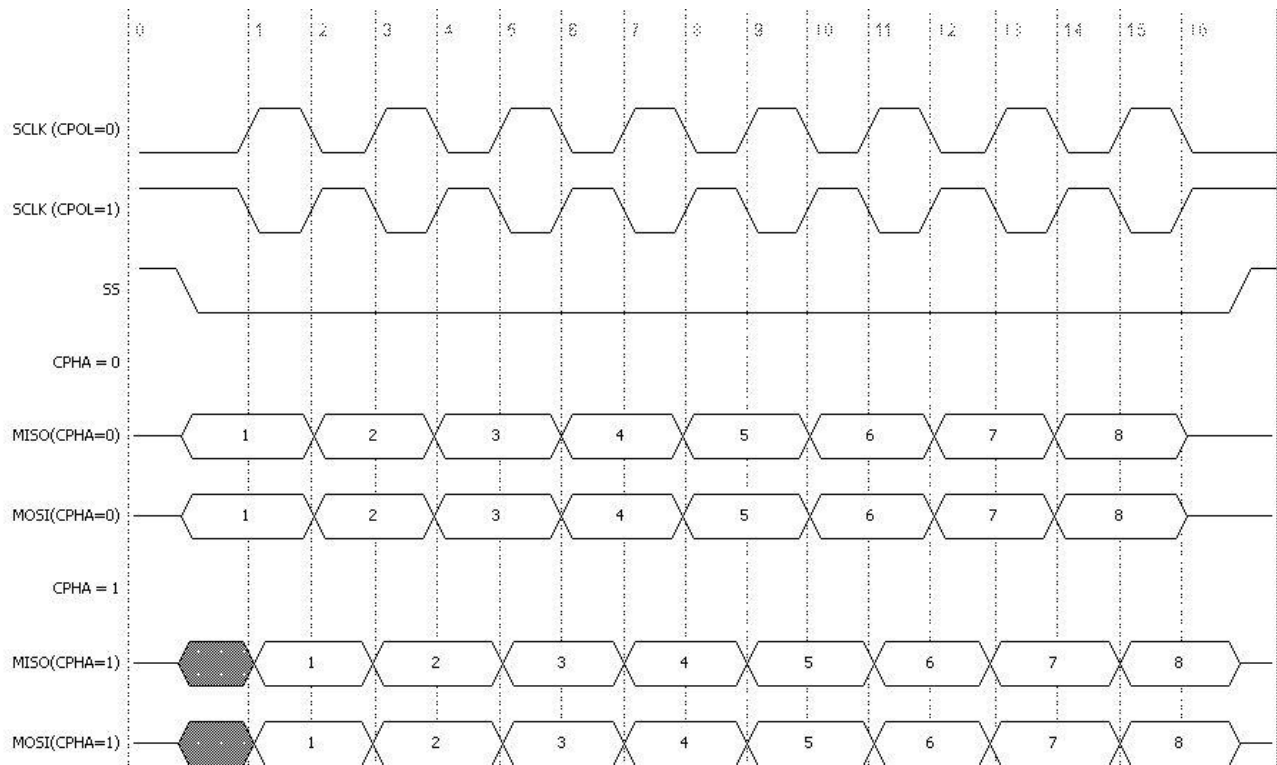 0 1 2 3 4 5 6 7 8 9 10 11 12 13 14 15 16
SCLK (CPOL=0)
SCLK (CPOL=1)
SS
CPHA = 0
MISO(CPHA=0) 1 2 3 4 5 6 7 8
MOSI(CPHA=0) 1 2 3 4 5 6 7 8
CPHA = 1
MISO(CPHA=1) 1 2 3 4 5 6 7 8
MOSI(CPHA=1) 1 2 3 4 5 6 7 8